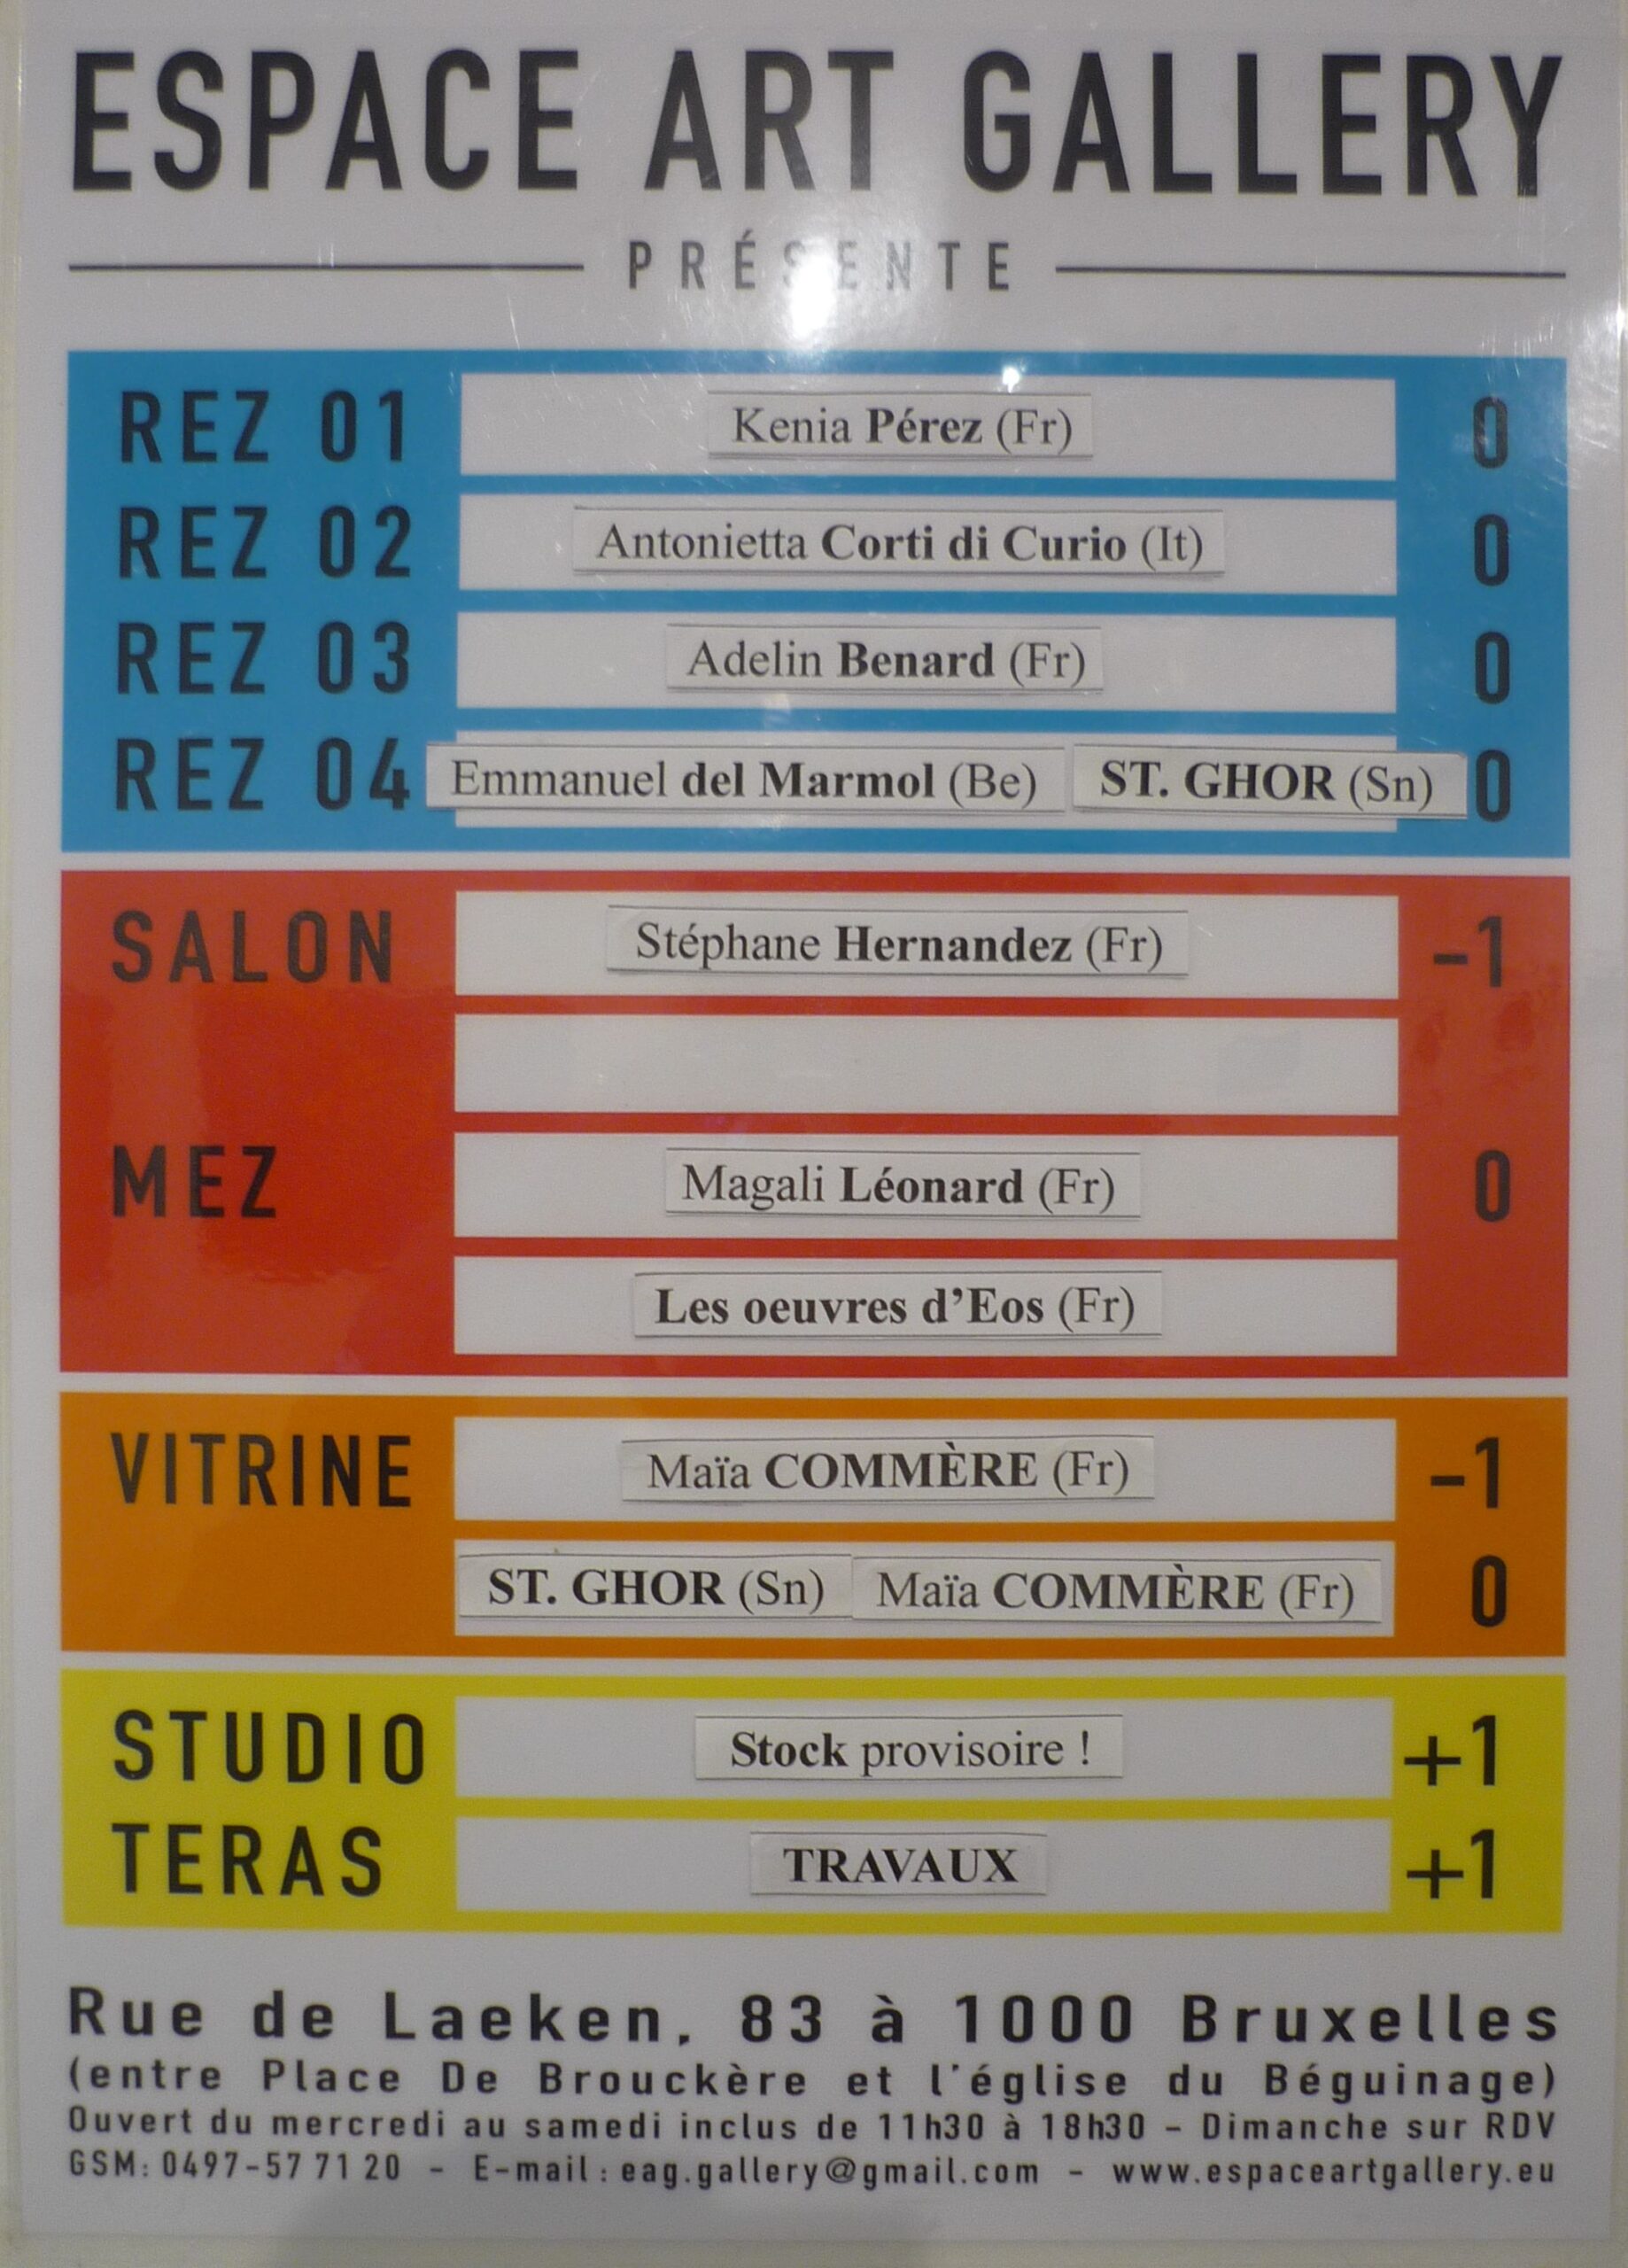 ESPACE ART GALLERY
PRÉSENTE
REZ 01 Kenia Pérez (Fr) 0
REZ 02 Antonietta Corti di Curio (It) 0
REZ 03 Adelin Benard (Fr) 0
REZ 04 Emmanuel del Marmol (Be) ST. GHOR (Sn) 0
SALON Stéphane Hernandez (Fr) -1
MEZ Magali Léonard (Fr) 0
Les oeuvres d'Eos (Fr)
VITRINE Maïa COMMÈRE (Fr) -1
ST. GHOR (Sn) Maïa COMMÈRE (Fr) 0
STUDIO Stock provisoire ! +1
TERAS TRAVAUX +1
Rue de Laeken, 83 à 1000 Bruxelles
(entre Place De Brouckère et l'église du Béguinage)
Ouvert du mercredi au samedi inclus de 11h30 à 18h30 - Dimanche sur RDV
GSM: 0497-57 71 20 - E-mail : eag.gallery@gmail.com - www.espaceartgallery.eu